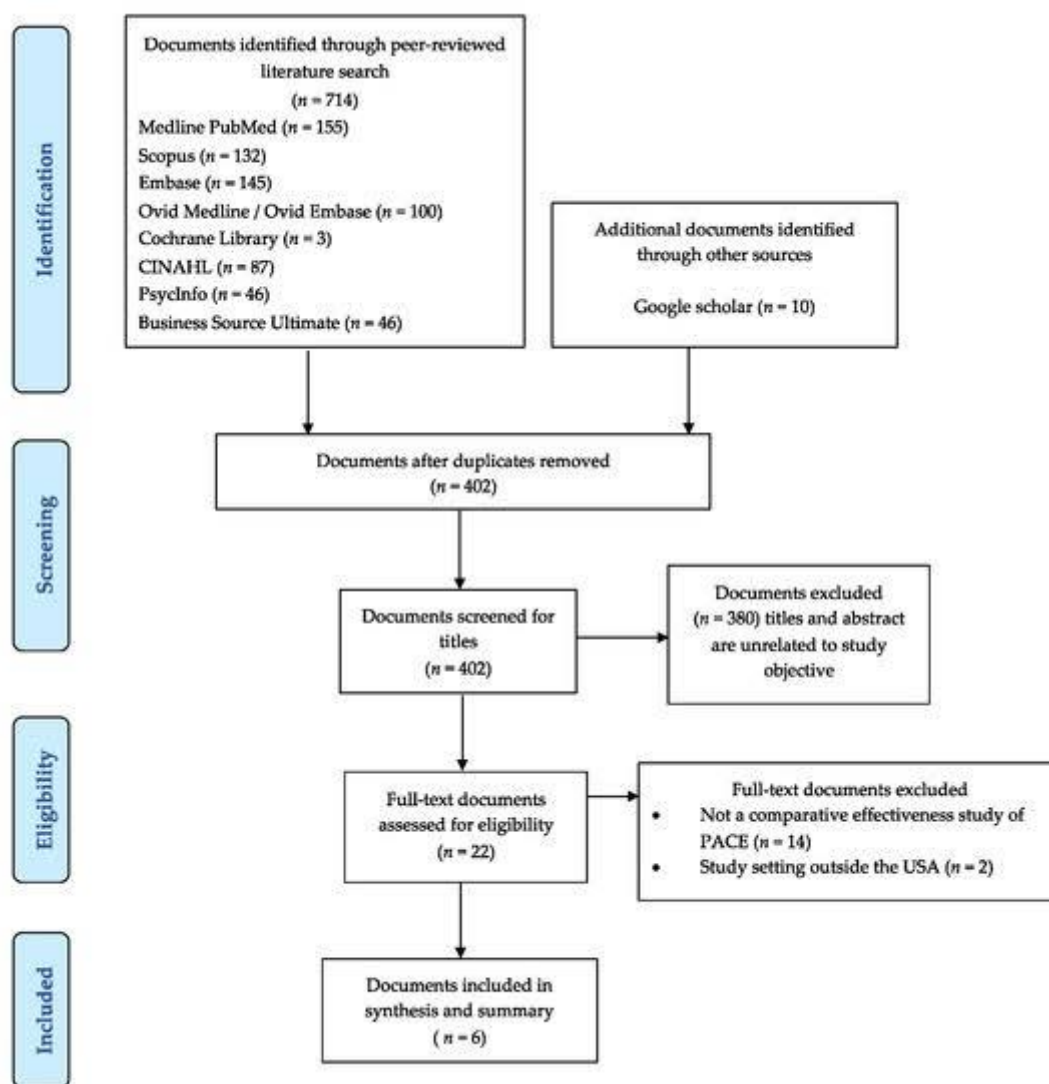 Identification
Documents identified through peer-reviewed
literature search
(n = 714)
Medline PubMed (n = 155)
Scopus (n = 132)
Embase (n = 145)
Ovid Medline / Ovid Embase (n = 100)
Cochrane Library (n = 3)
CINAHL (n = 87)
PsycInfo (n = 46)
Business Source Ultimate (n = 46)
Additional documents identified
through other sources
Google scholar (n = 10)
Screening
Documents after duplicates removed
(n = 402)
Documents screened for
titles
(n = 402)
Documents excluded
(n = 380) titles and abstract
are unrelated to study
objective
Eligibility
Full-text documents
assessed for eligibility
(n = 22)
Full-text documents excluded
• Not a comparative effectiveness study of
PACE (n = 14)
• Study setting outside the USA (n = 2)
Included
Documents included in
synthesis and summary
( n = 6)